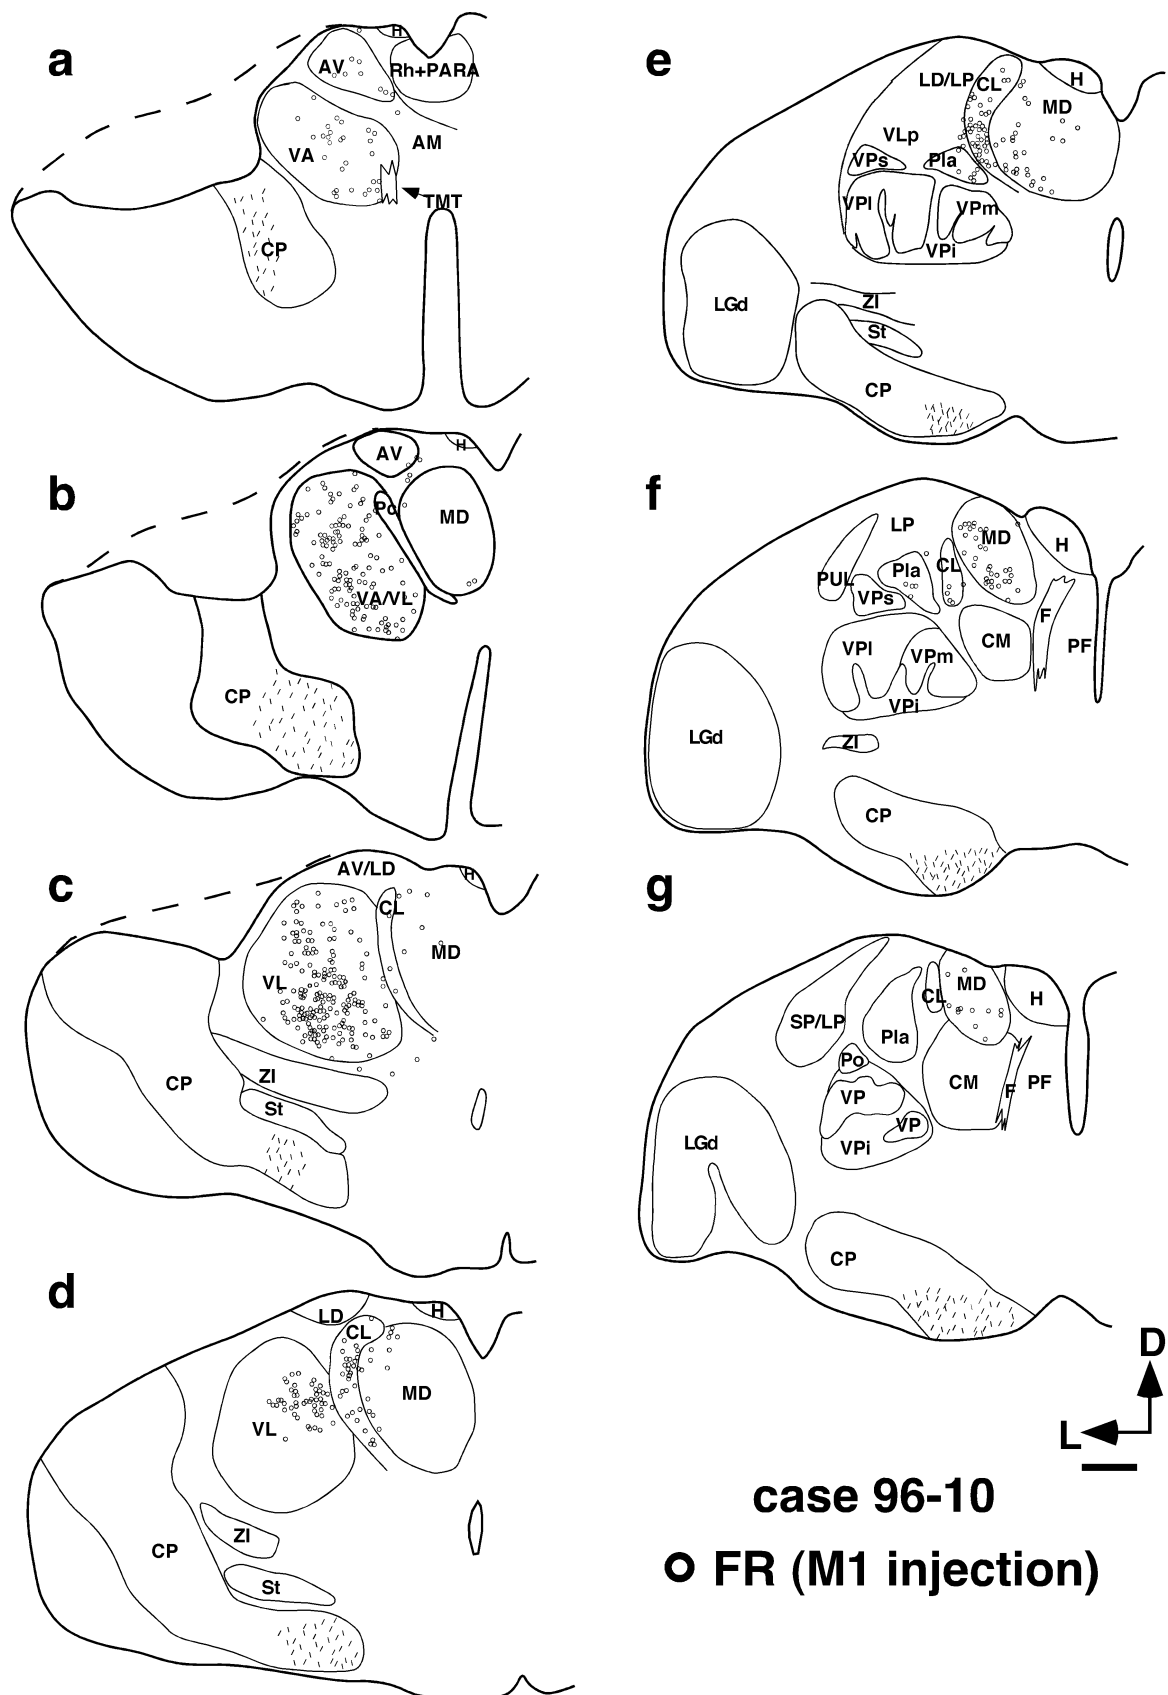 a
H
AV
Rh+PARA
AM
VA
TMT
CP
b
H
AV
Pc
MD
VA/VL
CP
c
AV/LD
H
CL
MD
VL
ZI
CP
St
d
LD
H
CL
MD
VL
ZI
CP
St
e
LD/LP
CL
H
MD
VLp
VPs
Pla
VPl
VPm
VPi
LGd
ZI
St
CP
f
LP
MD
H
PUL
Pla
CL
VPs
F
VPl
CM
PF
VPm
VPi
LGd
ZI
CP
g
MD
CL
H
SP/LP
Pla
Po
CM
PF
F
VP
VP
LGd
VPi
CP
D
L
case 96-10
FR (M1 injection)